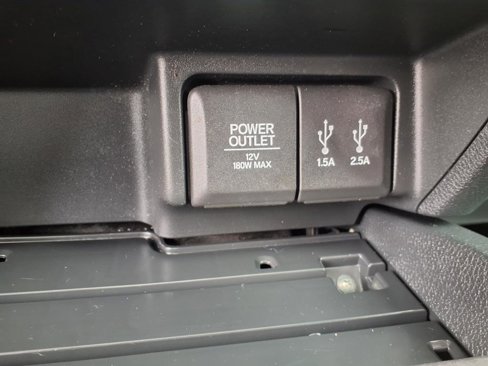 POWER
OUTLET
12V
180W MAX
1.5A 2.5A